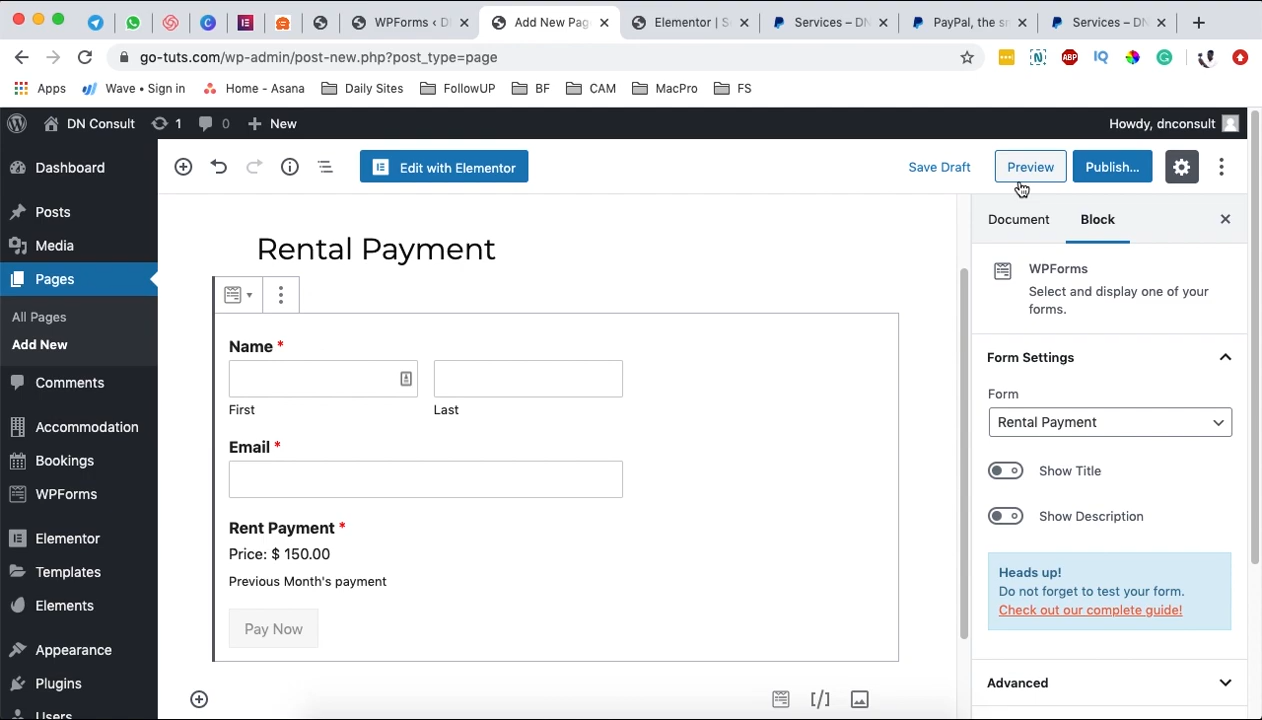 WPForms ‹ D
Add New Pag
Elementor | S
Services – DN
PayPal, the s
Services – DN
go-tuts.com/wp-admin/post-new.php?post_type=page
ABP
IQ
Apps
Wave • Sign in
Home - Asana
Daily Sites
FollowUP
BF
CAM
MacPro
FS
DN Consult
1
0
New
Howdy, dnconsult
Dashboard
Posts
Media
Pages
All Pages
Add New
Comments
Accommodation
Bookings
WPForms
Elementor
Templates
Elements
Appearance
Plugins
Users
Edit with Elementor
Save Draft
Preview
Publish...
Rental Payment
Name *
First
Last
Email *
Rent Payment *
Price: $ 150.00
Previous Month's payment
Pay Now
Document
Block
WPForms
Select and display one of your
forms.
Form Settings
Form
Rental Payment
Show Title
Show Description
Heads up!
Do not forget to test your form.
Check out our complete guide!
Advanced